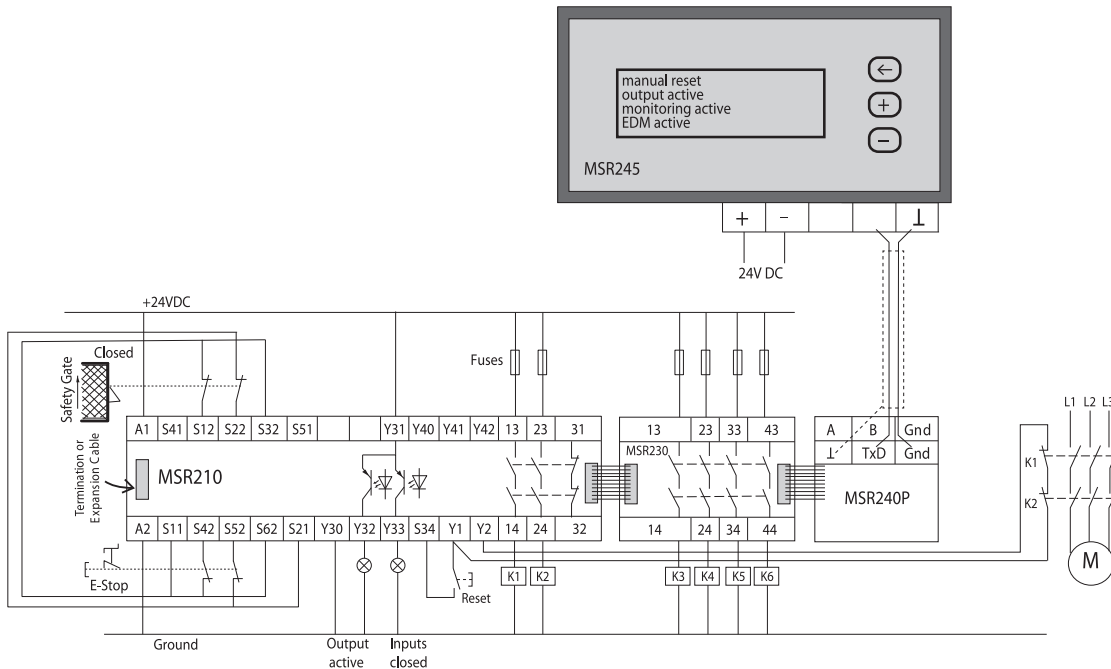 manual reset
output active
monitoring active
EDM active
MSR245
+
-
⊥
24V DC
+24VDC
Closed
Safety Gate
Fuses
L1 L2 L3
A1 S41 S12 S22 S32 S51 Y31 Y40 Y41 Y42 13 23 31
13 23 33 43
A B Gnd
⊥ TxD Gnd
Termination or
Expansion Cable
MSR210
MSR230
MSR240P
K1
K2
A2 S11 S42 S52 S62 S21 Y30 Y32 Y33 S34 Y1 Y2 14 24 32
14 24 34 44
M
E-Stop
K1 K2 K3 K4 K5 K6
Reset
Ground
Output
active
Inputs
closed